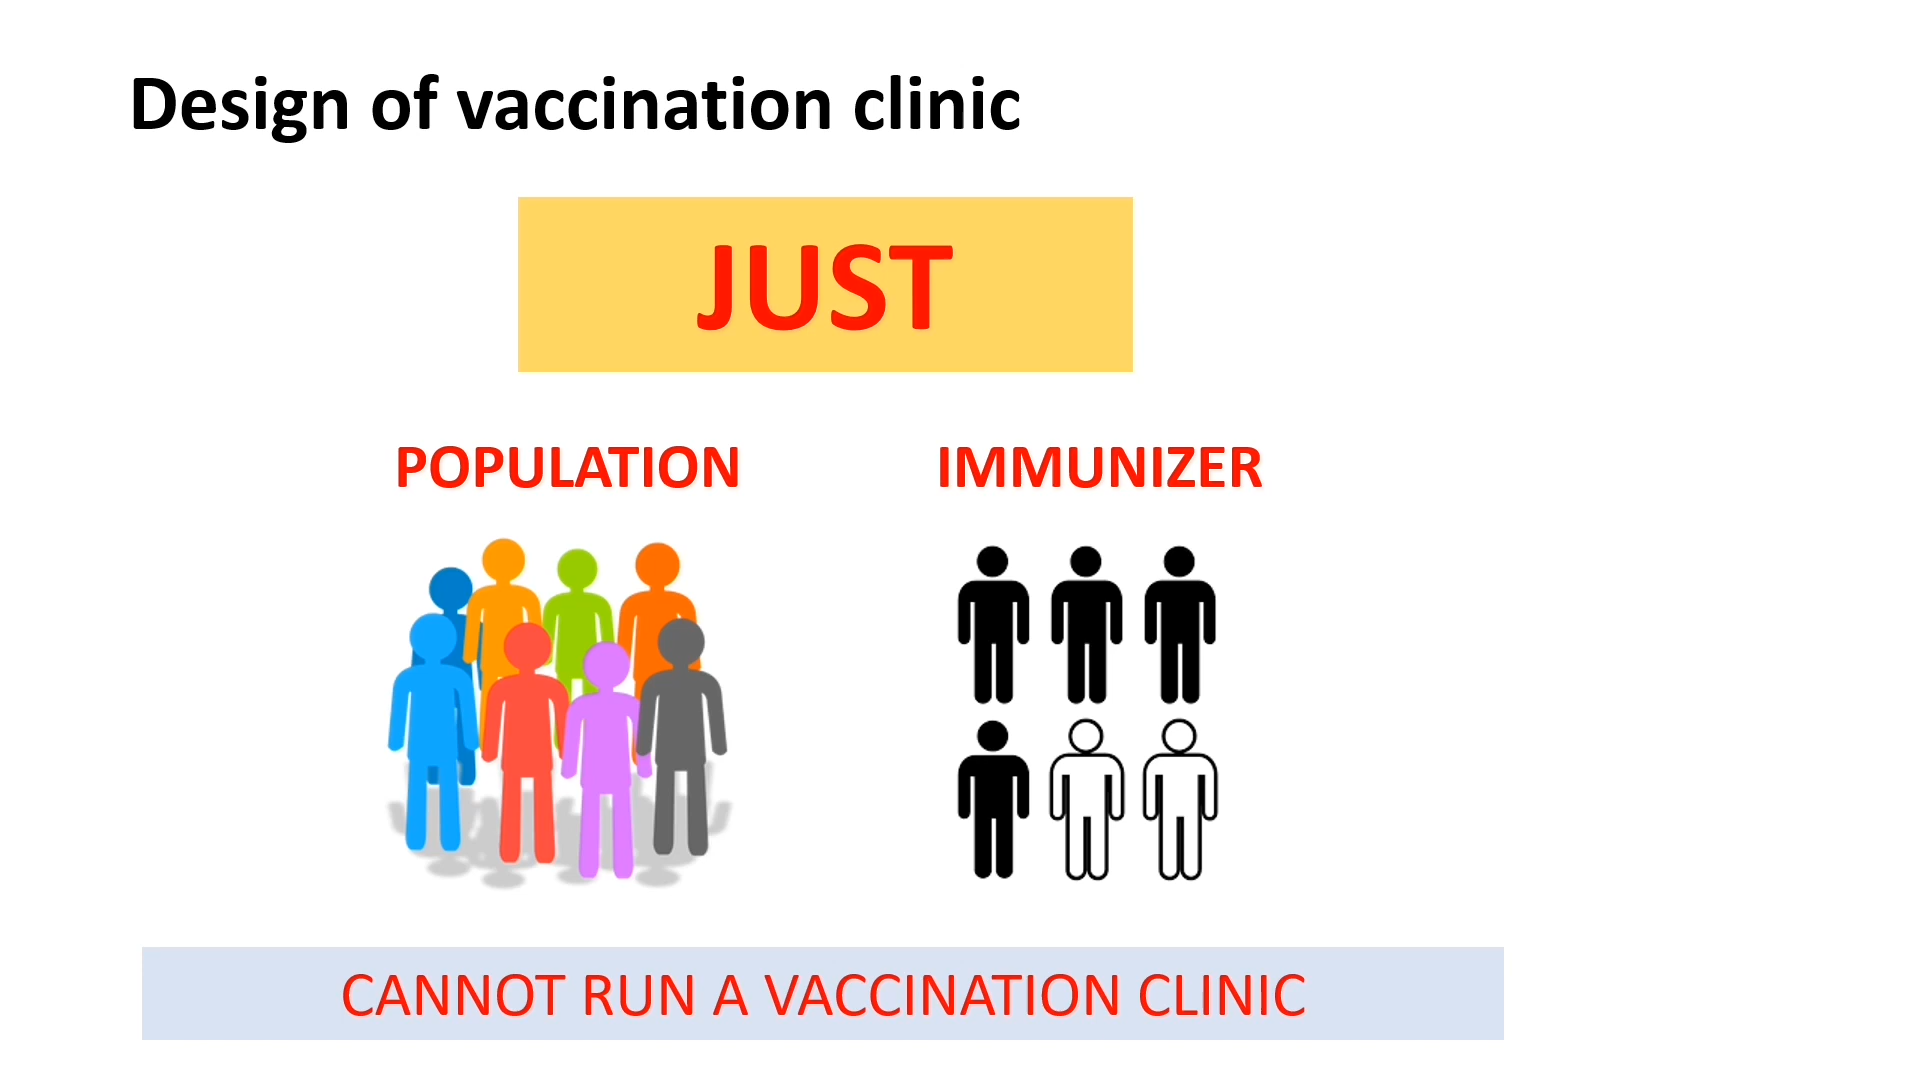 Design of vaccination clinic
JUST
POPULATION
IMMUNIZER
CANNOT RUN A VACCINATION CLINIC